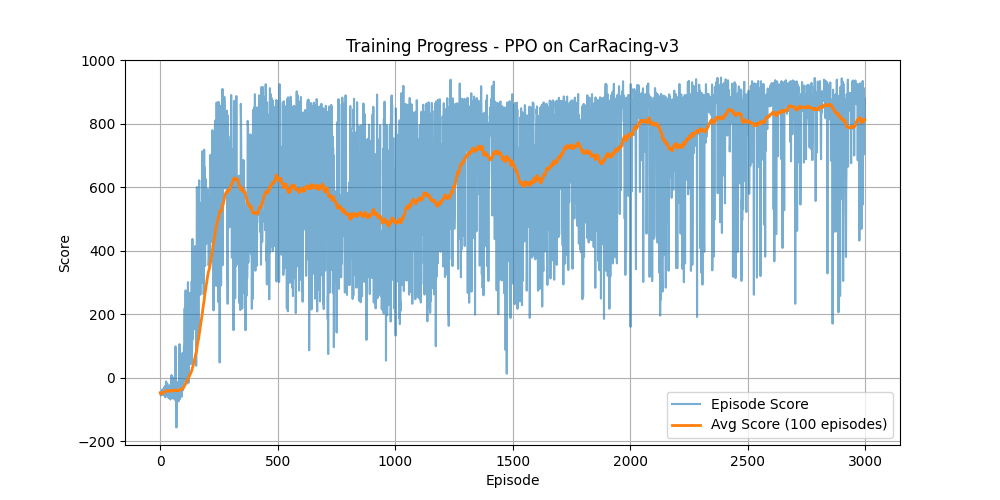 Training Progress - PPO on CarRacing-v3
1000
800
600
400
200
0
−200
Score
0
500
1000
1500
2000
2500
3000
Episode
Episode Score
Avg Score (100 episodes)